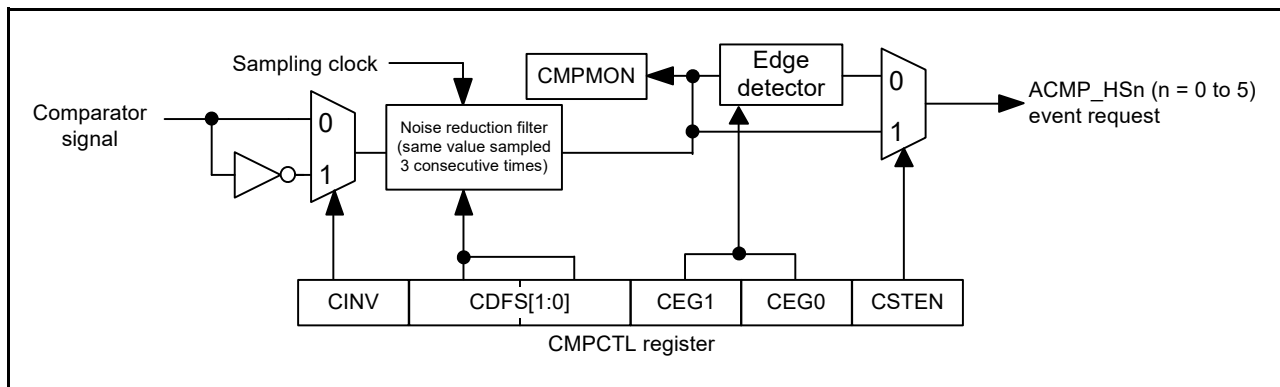 Sampling clock
CMPMON
Edge
detector
0
1
ACMP_HSn (n = 0 to 5)
event request
Comparator
signal
0
1
Noise reduction filter
(same value sampled
3 consecutive times)
CINV
CDFS[1:0]
CEG1
CEG0
CSTEN
CMPCTL register